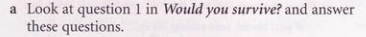 a Look at question 1 in Would you survive? and answer
these questions.